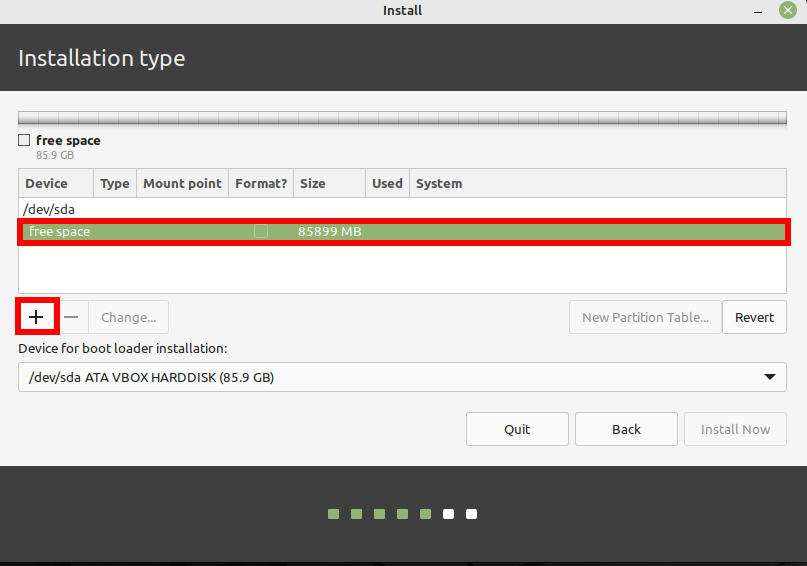 Install
Installation type
free space
85.9 GB
Device Type Mount point Format? Size Used System
/dev/sda
free space 85899 MB
Change...
New Partition Table... Revert
Device for boot loader installation:
/dev/sda ATA VBOX HARDDISK (85.9 GB)
Quit Back Install Now